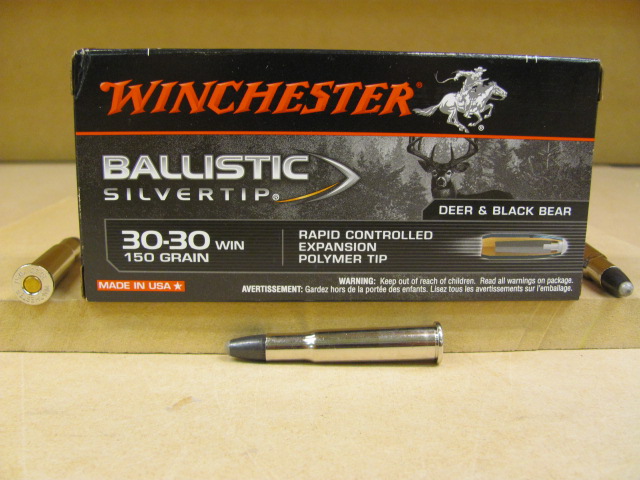 WINCHESTER®
BALLISTIC
SILVERTIP®
DEER & BLACK BEAR
30-30 WIN
150 GRAIN
RAPID CONTROLLED
EXPANSION
POLYMER TIP
MADE IN USA★
WARNING: Keep out of reach of children. Read all warnings on package.
AVERTISSEMENT: Gardez hors de la portée des enfants. Lisez tous les avertissements sur l'emballage.